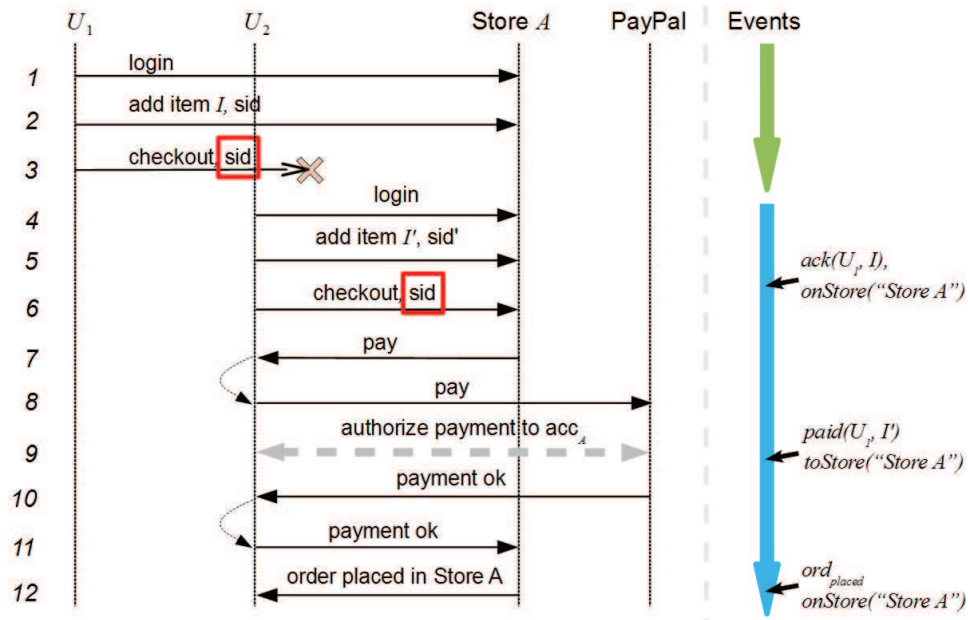 U1 U2 Store A PayPal Events
1 login
2 add item I, sid
3 checkout, sid
4 login
5 add item I', sid'
6 checkout, sid
ack(U1, I),
onStore("Store A")
7 pay
8 pay
9 authorize payment to accA
paid(U1, I')
toStore("Store A")
10 payment ok
11 payment ok
12 order placed in Store A
ordplaced
onStore("Store A")